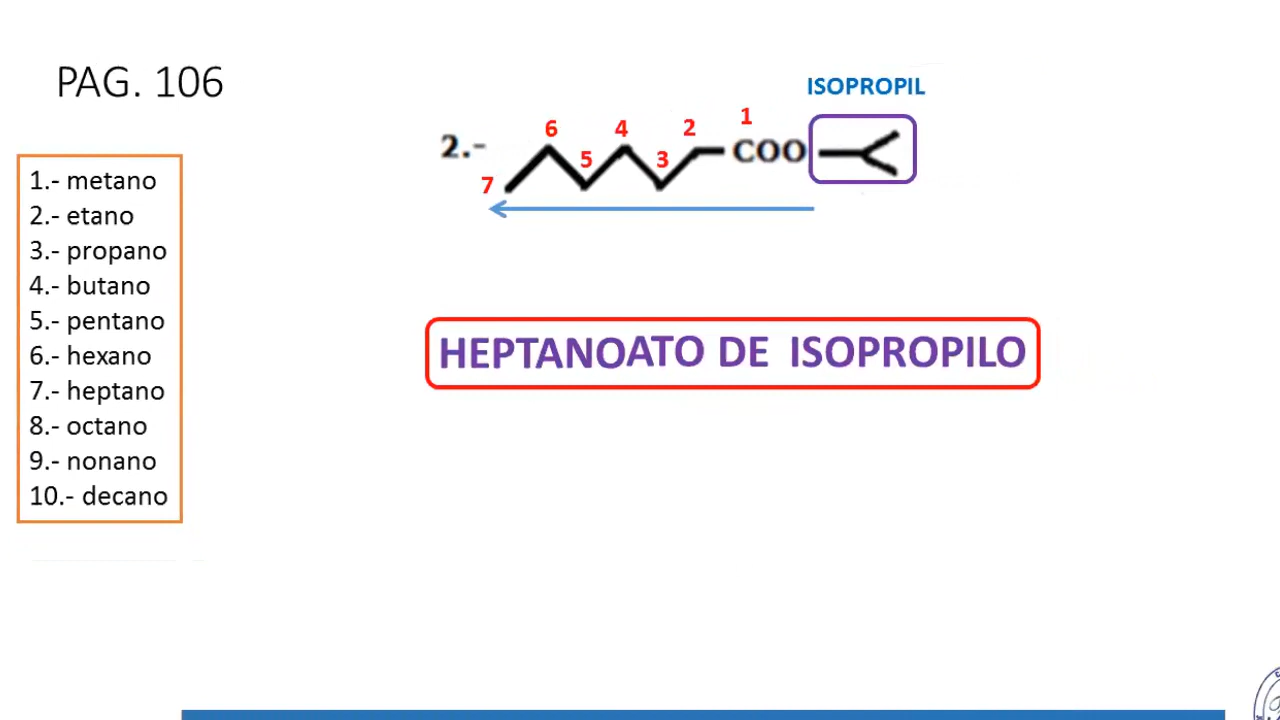 PAG. 106
1.- metano
2.- etano
3.- propano
4.- butano
5.- pentano
6.- hexano
7.- heptano
8.- octano
9.- nonano
10.- decano
ISOPROPIL
2.-
7
6
5
4
3
2
1
COO
HEPTANOATO DE ISOPROPILO